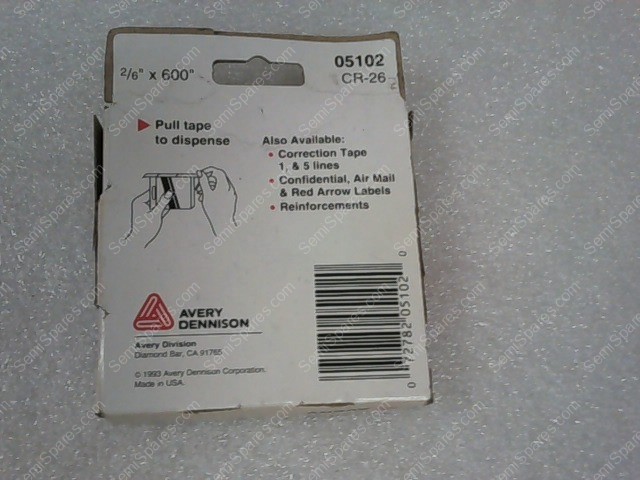 2/6" x 600"
05102
CR-26
Pull tape
to dispense
Also Available:
• Correction Tape
1, & 5 lines
• Confidential, Air Mail
& Red Arrow Labels
• Reinforcements
AVERY
DENNISON
Avery Division
Diamond Bar, CA 91765
© 1993 Avery Dennison Corporation.
Made in USA.
0 72782 05102 0
SemiSpares.com